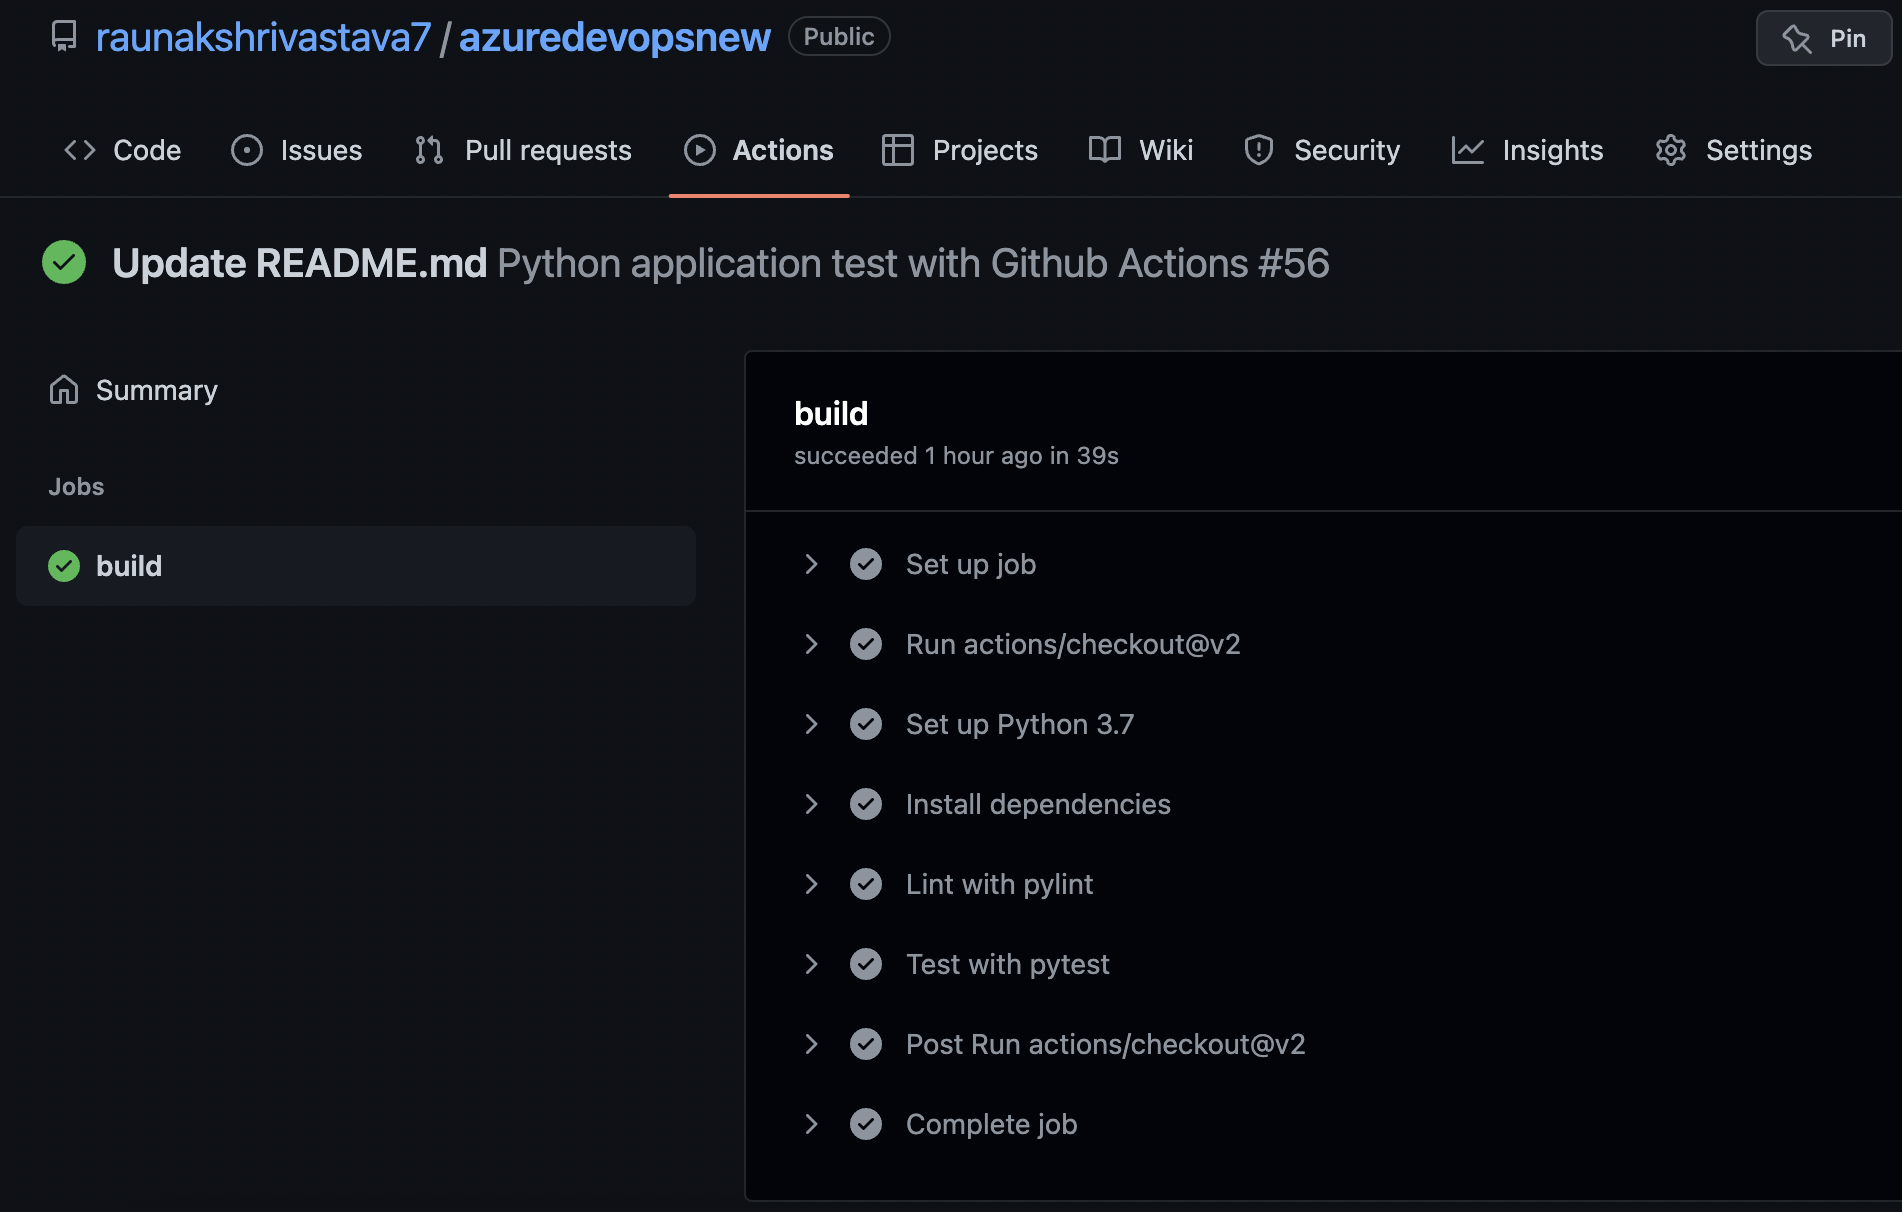 raunakshrivastava7 / azuredevopsnew Public Pin
Code Issues Pull requests Actions Projects Wiki Security Insights Settings
Update README.md Python application test with Github Actions #56
Summary
Jobs
build
build
succeeded 1 hour ago in 39s
Set up job
Run actions/checkout@v2
Set up Python 3.7
Install dependencies
Lint with pylint
Test with pytest
Post Run actions/checkout@v2
Complete job